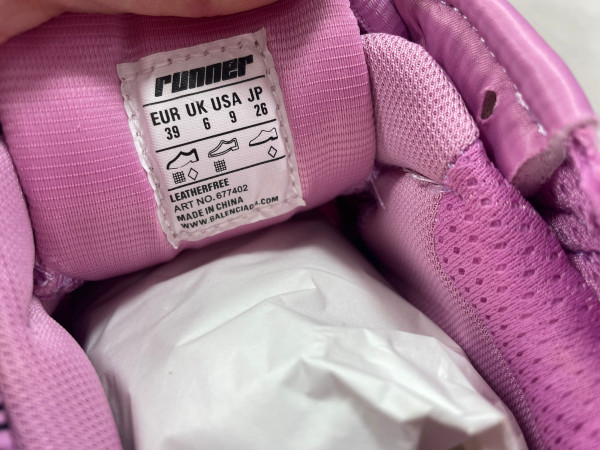 runner
EUR UK USA JP
39 6 9 26
LEATHERFREE
ART NO. 677402
MADE IN CHINA
WWW.BALENCIAGA.COM